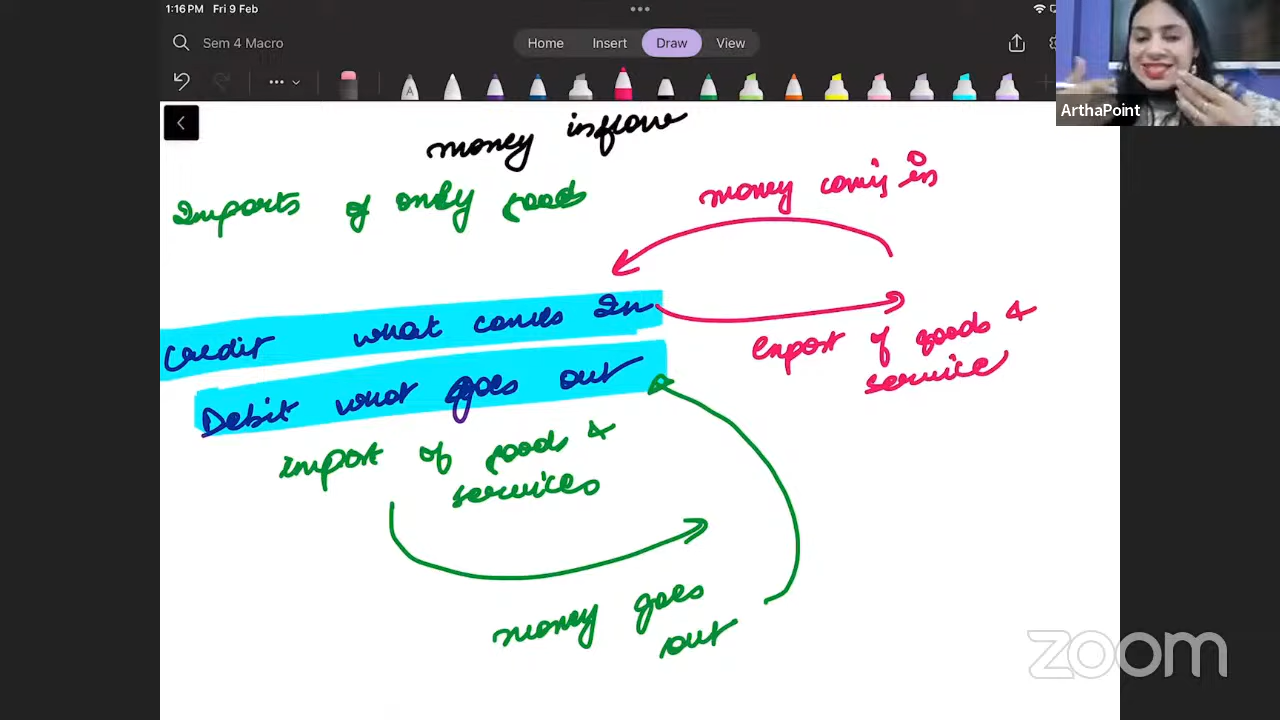 1:16 PM Fri 9 Feb
Sem 4 Macro
Home Insert Draw View
A
ArthaPoint
money inflow
Imports of only goods
money comis in
Credit what comes In
Export of goods &
service
Debit what goes out
import of goods &
services
money goes
out
zoom